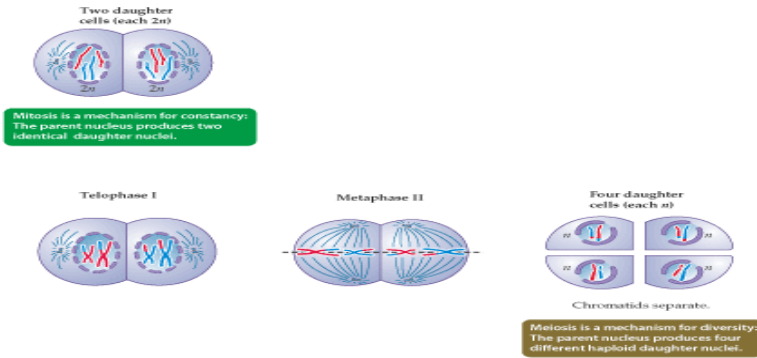 Two daughter
cells (each 2n)
2n 2n
Mitosis is a mechanism for constancy:
The parent nucleus produces two
identical daughter nuclei.
Telophase I
Metaphase II
Four daughter
cells (each n)
n n
n n
Chromatids separate.
Meiosis is a mechanism for diversity:
The parent nucleus produces four
different haploid daughter nuclei.